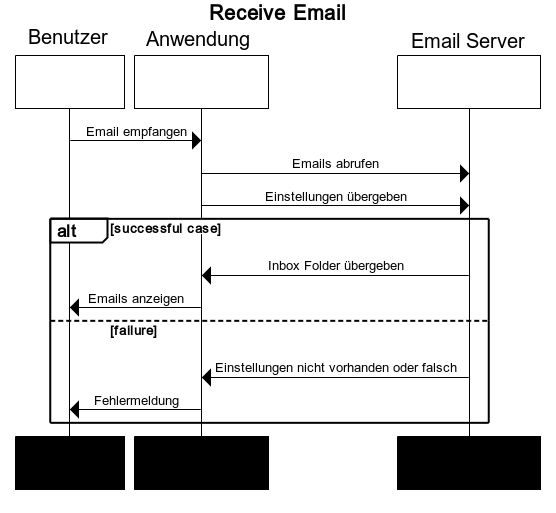 Receive Email
Benutzer
Anwendung
Email Server
Email empfangen
Emails abrufen
Einstellungen übergeben
alt
[successful case]
Inbox Folder übergeben
Emails anzeigen
[failure]
Einstellungen nicht vorhanden oder falsch
Fehlermeldung